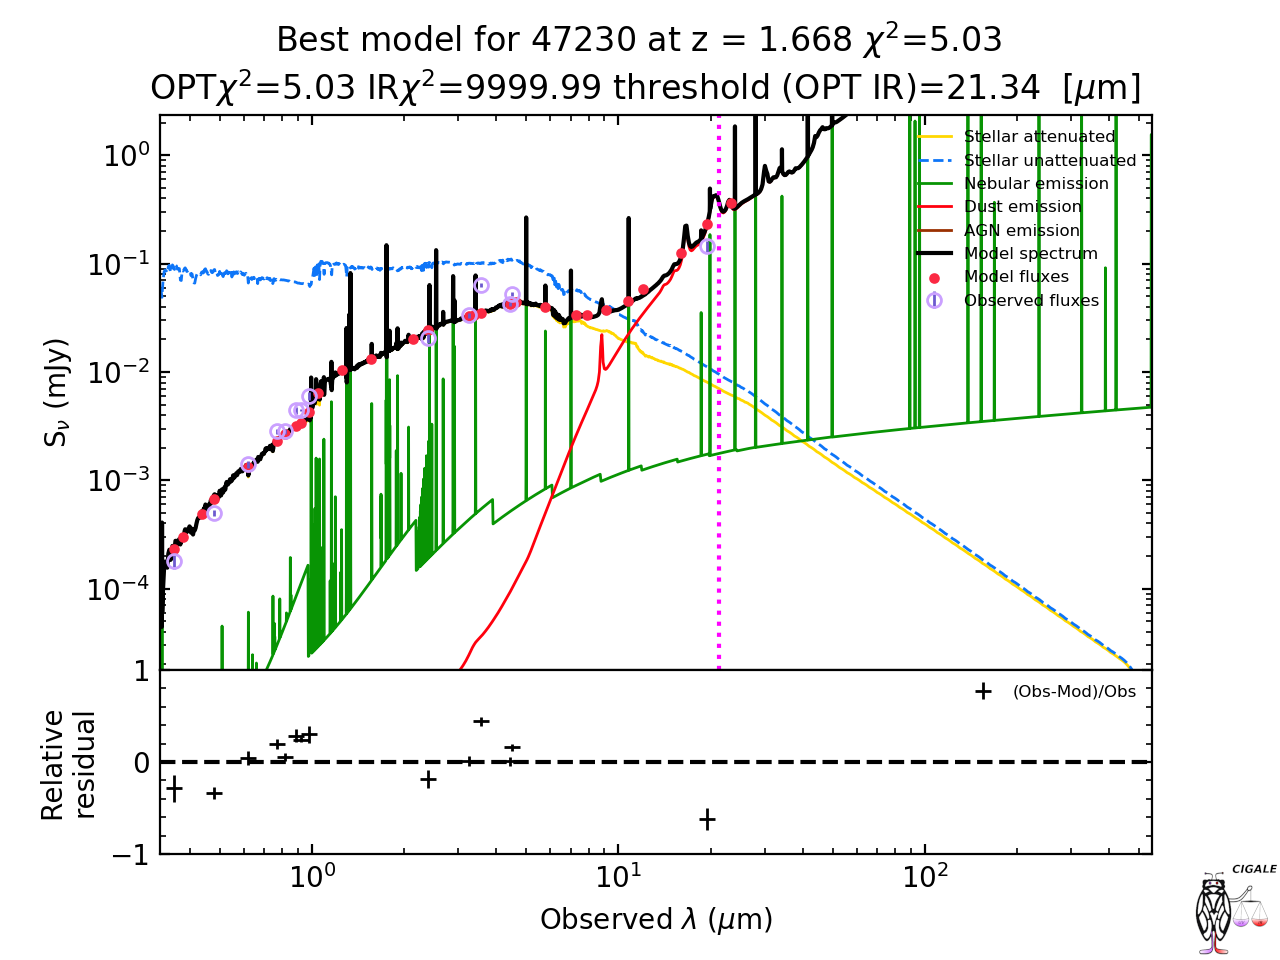 Best model for 47230 at z = 1.668 χ²=5.03
OPTχ²=5.03 IRχ²=9999.99 threshold (OPT IR)=21.34 [μm]
10⁰
10⁻¹
10⁻²
10⁻³
10⁻⁴
S_ν (mJy)
Stellar attenuated
Stellar unattenuated
Nebular emission
Dust emission
AGN emission
Model spectrum
Model fluxes
Observed fluxes
1
0
−1
Relative
residual
(Obs-Mod)/Obs
10⁰ 10¹ 10²
Observed λ (μm)
CIGALE